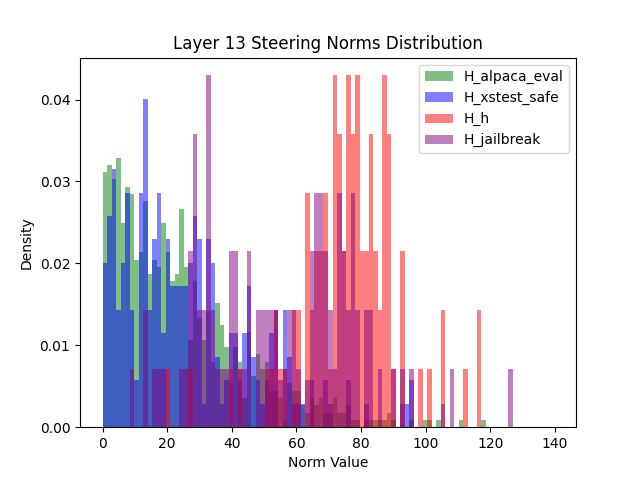 Layer 13 Steering Norms Distribution
H_alpaca_eval
H_xstest_safe
H_h
H_jailbreak
Density
0.04
0.03
0.02
0.01
0.00
0 20 40 60 80 100 120 140
Norm Value